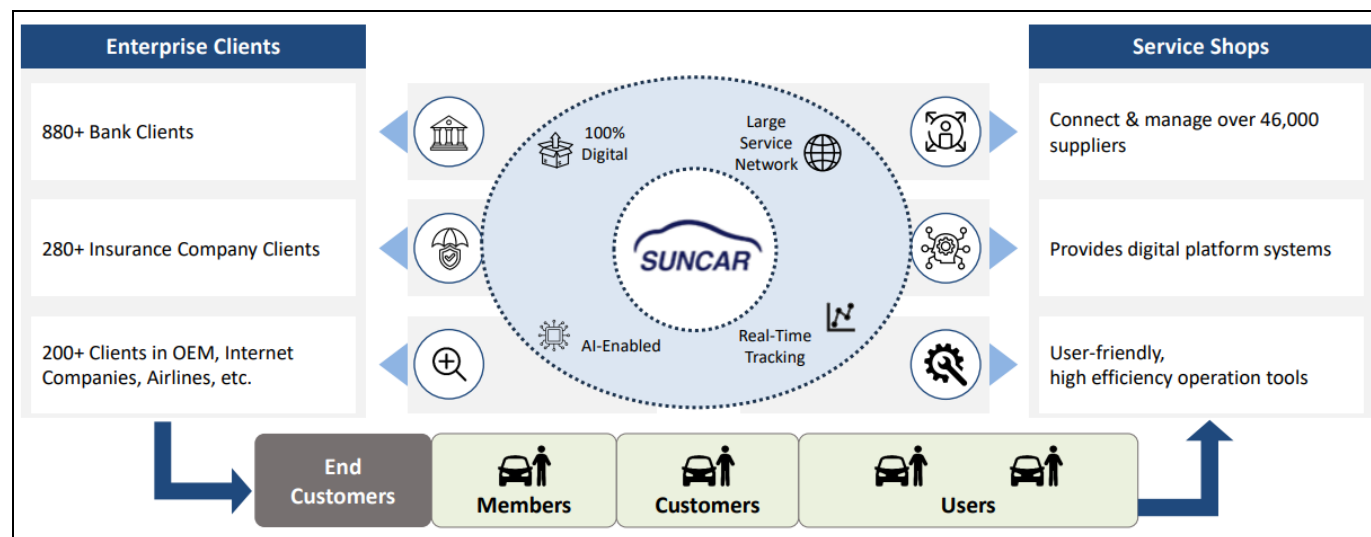 Enterprise Clients
880+ Bank Clients
280+ Insurance Company Clients
200+ Clients in OEM, Internet
Companies, Airlines, etc.
100%
Digital
Large
Service
Network
SUNCAR
AI-Enabled
Real-Time
Tracking
Service Shops
Connect & manage over 46,000
suppliers
Provides digital platform systems
User-friendly,
high efficiency operation tools
End
Customers
Members
Customers
Users